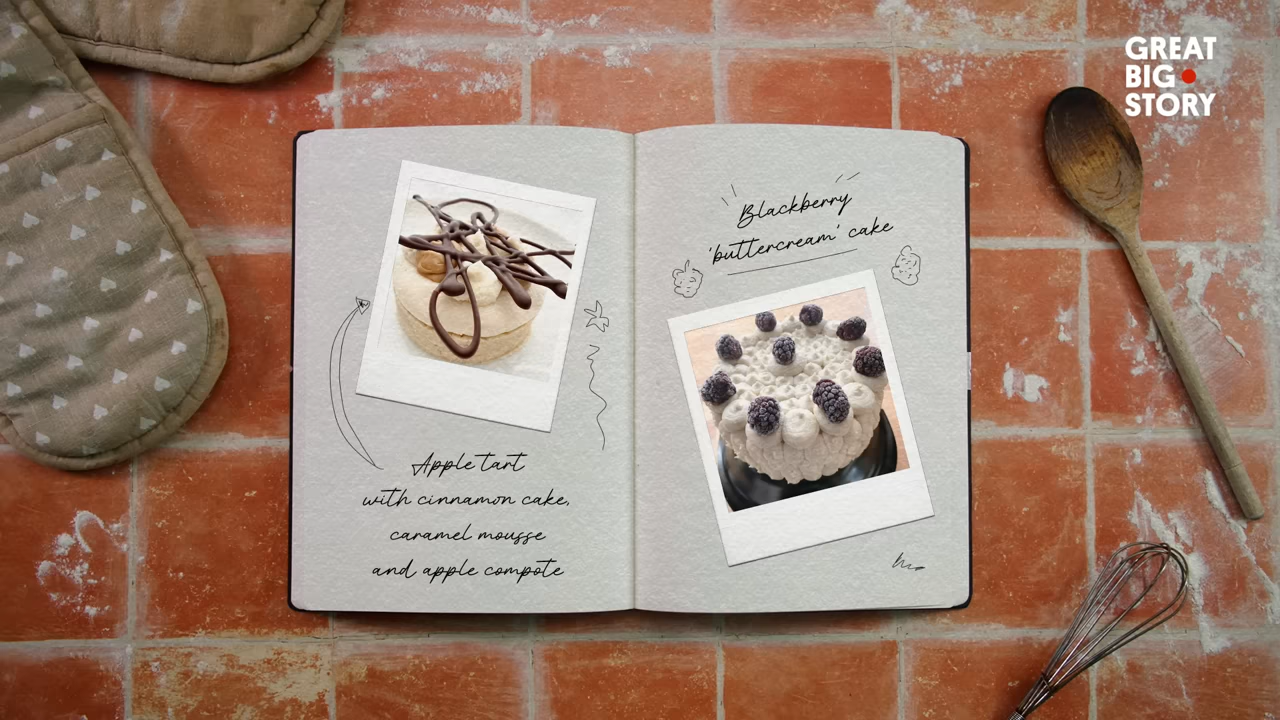 GREAT
BIG
STORY
Blackberry
'buttercream' cake
Apple tart
with cinnamon cake,
caramel mousse
and apple compote